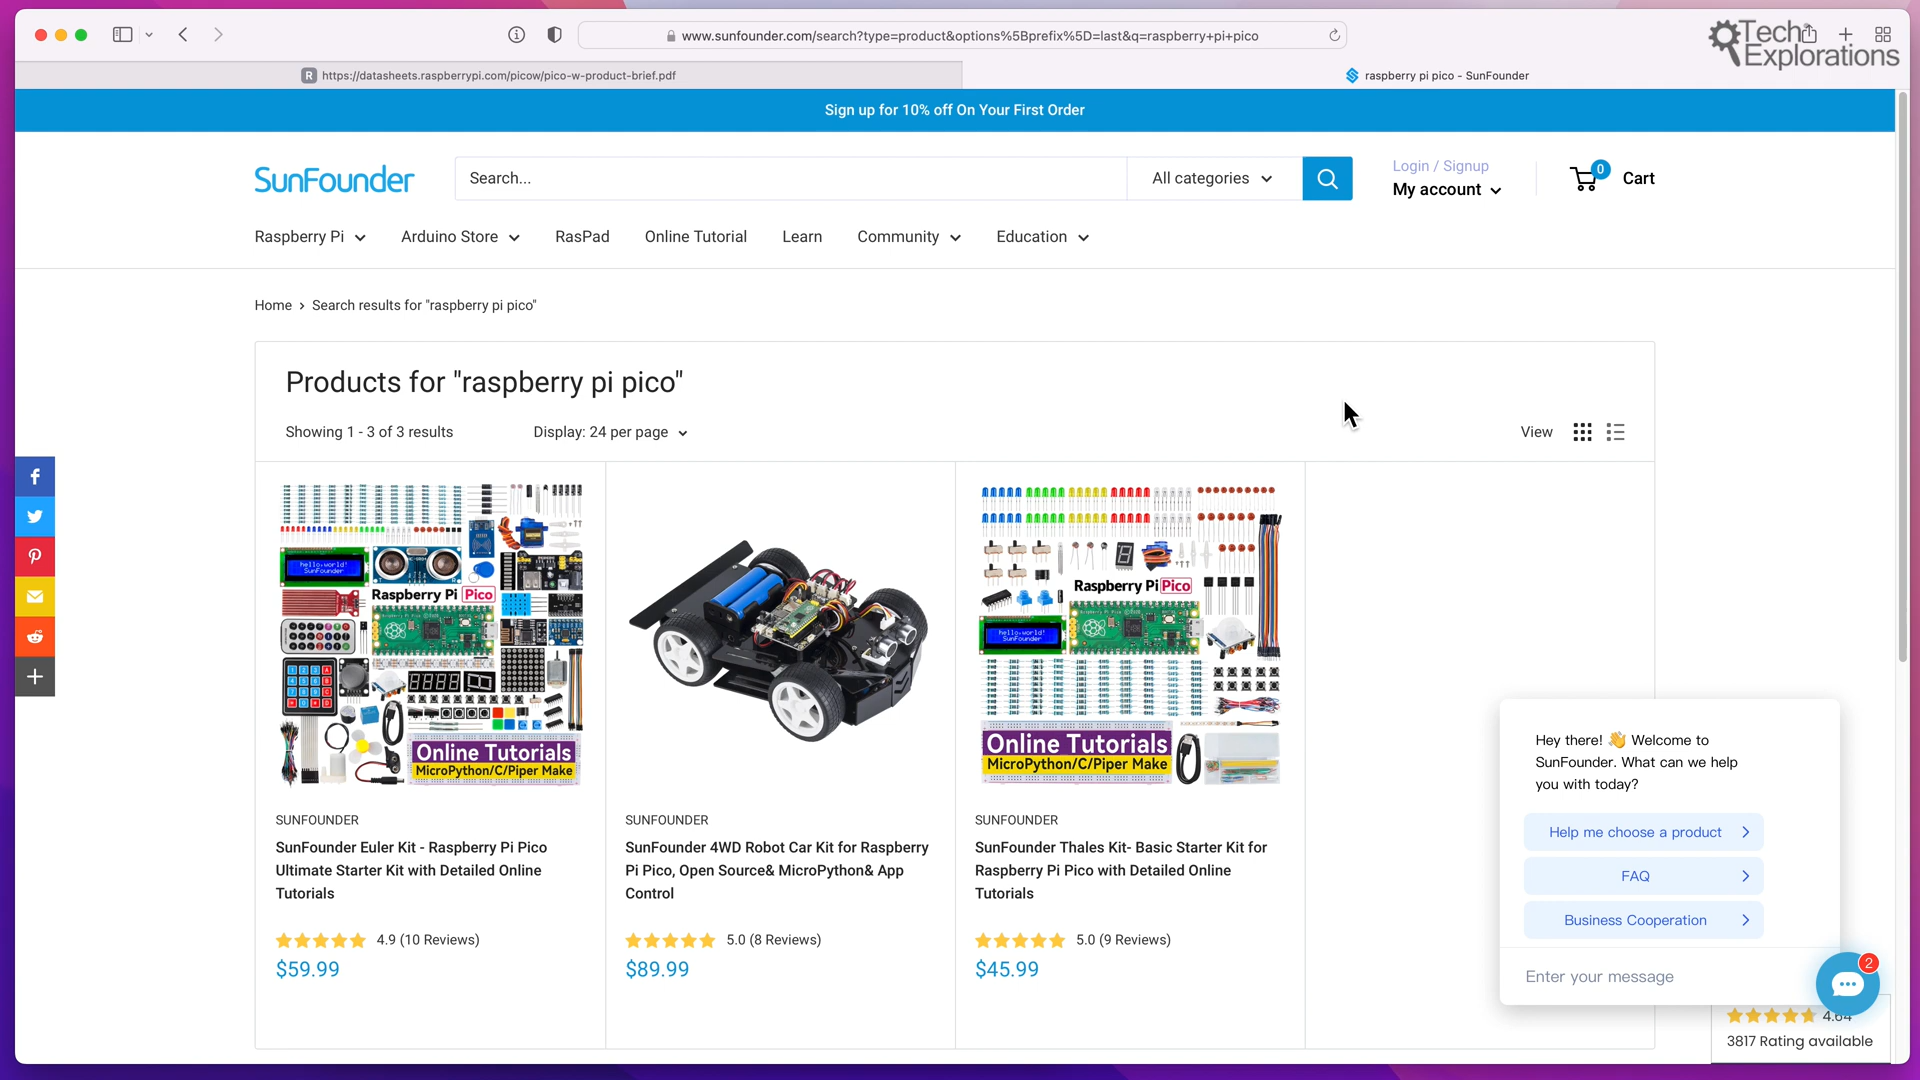 www.sunfounder.com/search?type=product&options%5Bprefix%5D=last&q=raspberry+pi+pico
Tech
Explorations
R https://datasheets.raspberrypi.com/picow/pico-w-product-brief.pdf
raspberry pi pico - SunFounder
Sign up for 10% off On Your First Order
SunFounder
Search...
All categories
Login / Signup
My account
0
Cart
Raspberry Pi
Arduino Store
RasPad
Online Tutorial
Learn
Community
Education
Home › Search results for "raspberry pi pico"
Products for "raspberry pi pico"
Showing 1 - 3 of 3 results
Display: 24 per page
View
hello,world!
SunFounder
Raspberry Pi Pico
Online Tutorials
MicroPython/C/Piper Make
Raspberry Pi Pico
hello,world!
SunFounder
Online Tutorials
MicroPython/C/Piper Make
SUNFOUNDER
SunFounder Euler Kit - Raspberry Pi Pico
Ultimate Starter Kit with Detailed Online
Tutorials
4.9 (10 Reviews)
$59.99
SUNFOUNDER
SunFounder 4WD Robot Car Kit for Raspberry
Pi Pico, Open Source& MicroPython& App
Control
5.0 (8 Reviews)
$89.99
SUNFOUNDER
SunFounder Thales Kit- Basic Starter Kit for
Raspberry Pi Pico with Detailed Online
Tutorials
5.0 (9 Reviews)
$45.99
Hey there! 👋 Welcome to
SunFounder. What can we help
you with today?
Help me choose a product
FAQ
Business Cooperation
Enter your message
2
4.64
3817 Rating available